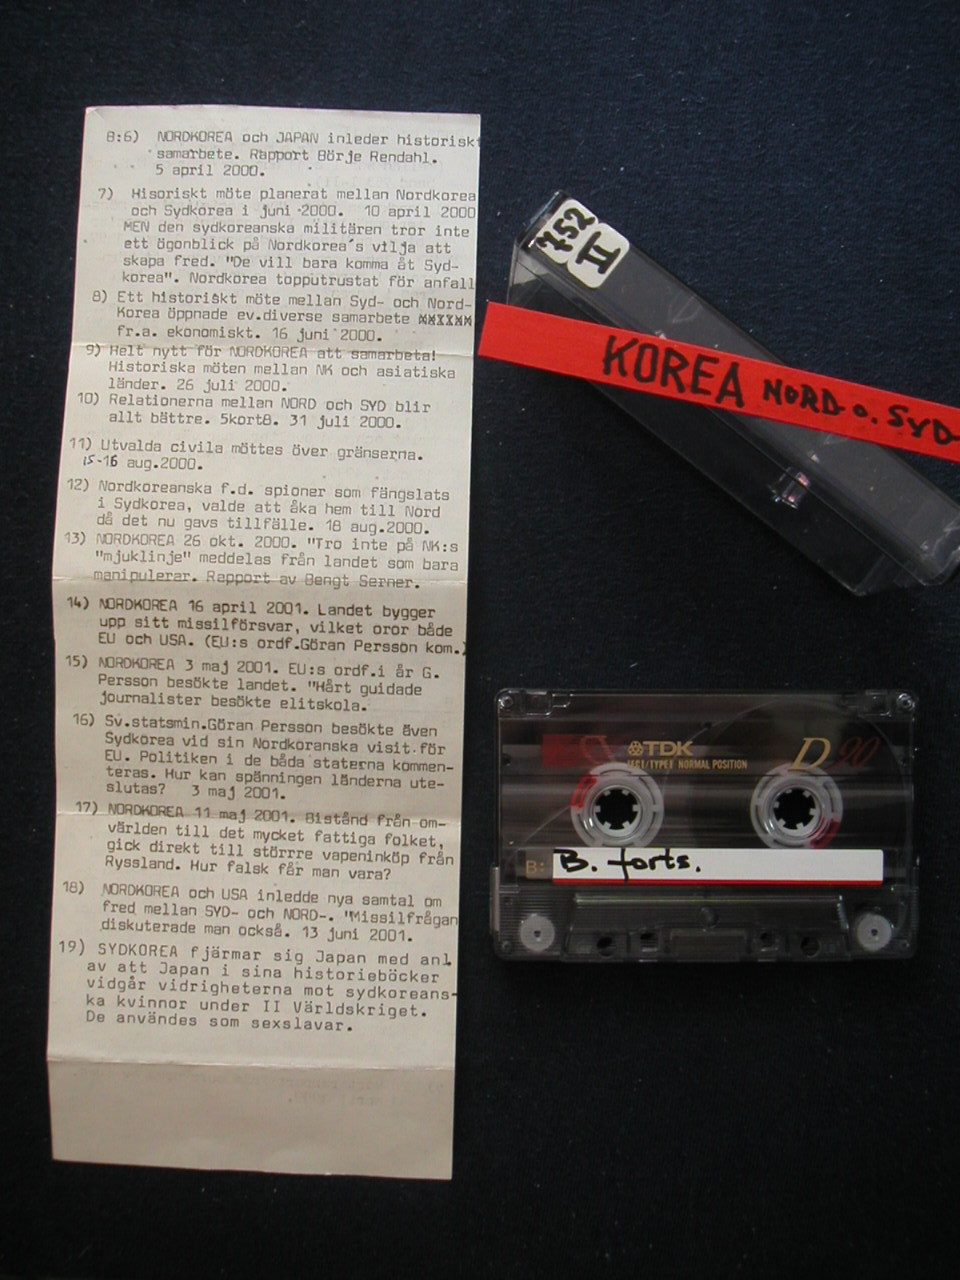 B:6) NORDKOREA och JAPAN inleder historiskt
samarbete. Rapport Börje Rendahl.
5 april 2000.
7) Hisoriskt möte planerat mellan Nordkorea
och Sydkorea i juni 2000. 10 april 2000
MEN den sydkoreanska militären tror inte
ett ögonblick på Nordkorea's vilja att
skapa fred. "De vill bara komma åt Syd-
korea". Nordkorea topputrustat för anfall
8) Ett historiskt möte mellan Syd- och Nord-
Korea öppnade ev.diverse samarbete
fr.a. ekonomiskt. 16 juni 2000.
9) Helt nytt för NORDKOREA att samarbeta!
Historiska möten mellan NK och asiatiska
länder. 26 juli 2000.
10) Relationerna mellan NORD och SYD blir
allt bättre. 5kort8. 31 juli 2000.
11) Utvalda civila möttes över gränserna.
15-16 aug.2000.
12) Nordkoreanska f.d. spioner som fängslats
i Sydkorea, valde att åka hem till Nord
då det nu gavs tillfälle. 18 aug.2000.
13) NORDKOREA 26 okt. 2000. "Tro inte på NK:s
"mjuklinje" meddelas från landet som bara
manipulerar. Rapport av Bengt Serner.
14) NORDKOREA 16 april 2001. Landet bygger
upp sitt missilförsvar, vilket oror både
EU och USA. (EU:s ordf.Göran Persson kom.)
15) NORDKOREA 3 maj 2001. EU:s ordf.i år G.
Persson besökte landet. "Hårt guidade
journalister besökte elitskola.
16) Sv.statsmin.Göran Persson besökte även
Sydkorea vid sin Nordkoranska visit för
EU. Politiken i de båda staterna kommen-
teras. Hur kan spänningen länderna ute-
slutas? 3 maj 2001.
17) NORDKOREA 11 maj 2001. Bistånd från om-
världen till det mycket fattiga folket,
gick direkt till störrre vapeninköp från
Ryssland. Hur falsk får man vara?
18) NORDKOREA och USA inledde nya samtal om
fred mellan SYD- och NORD-. "Missilfrågan
diskuterade man också. 13 juni 2001.
19) SYDKOREA fjärmar sig Japan med anl
av att Japan i sina historieböcker
vidgår vidrigheterna mot sydkoreans-
ka kvinnor under II Världskriget.
De användes som sexslavar.
752
II
KOREA NORD o. SYD
TDK
IECI/TYPEI NORMAL POSITION
D 90
B: B. forts.